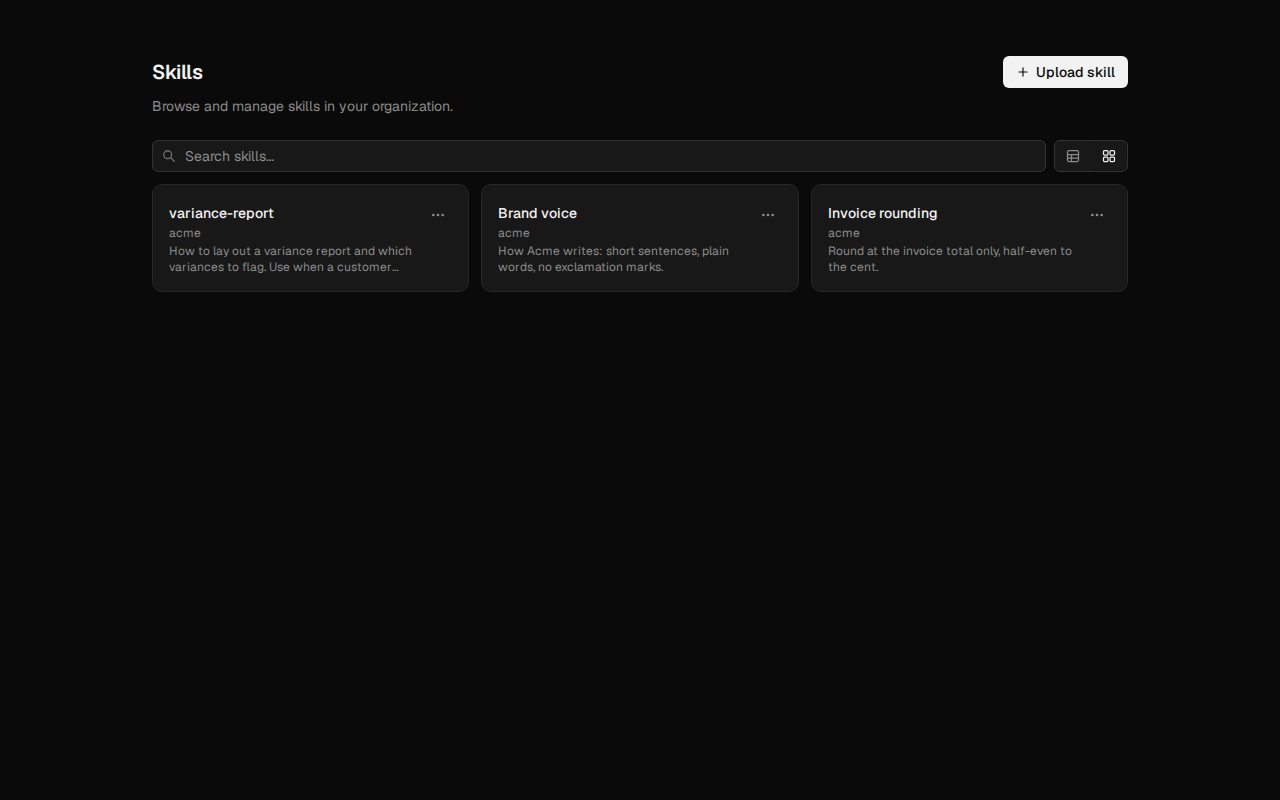 Skills
Upload skill
Browse and manage skills in your organization.
Search skills...
variance-report
acme
How to lay out a variance report and which
variances to flag. Use when a customer...
Brand voice
acme
How Acme writes: short sentences, plain
words, no exclamation marks.
Invoice rounding
acme
Round at the invoice total only, half-even to
the cent.